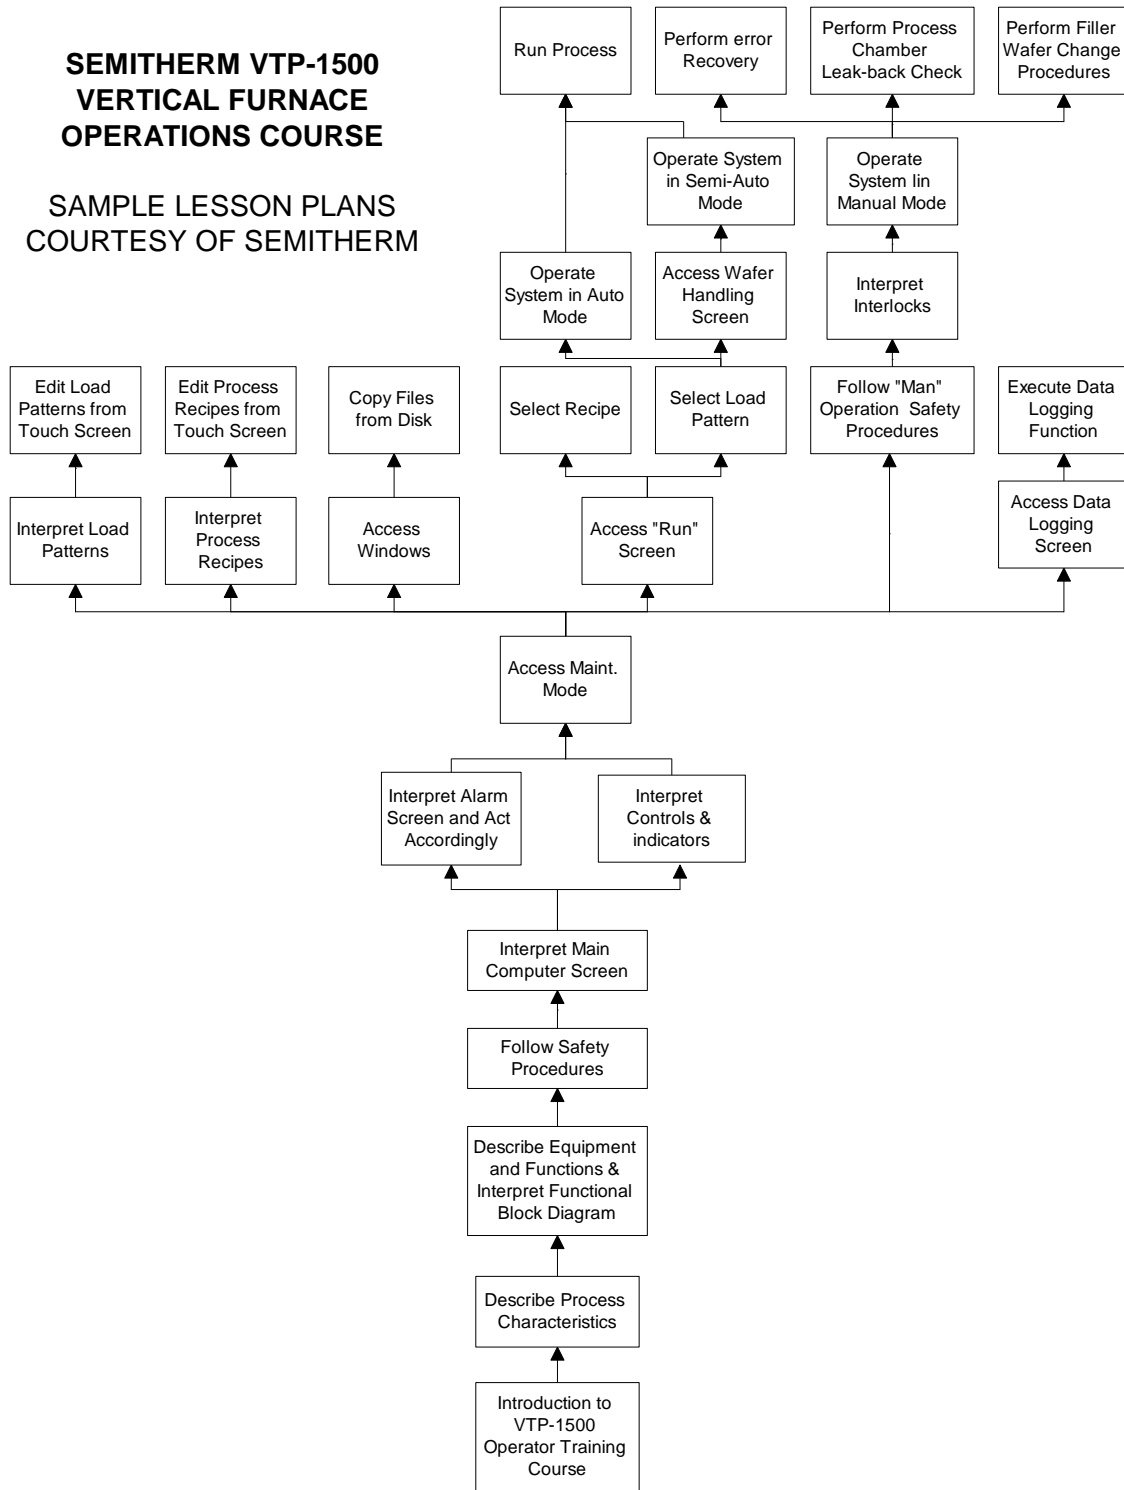 SEMITHERM VTP-1500
VERTICAL FURNACE
OPERATIONS COURSE
SAMPLE LESSON PLANS
COURTESY OF SEMITHERM
Run Process
Perform error
Recovery
Perform Process
Chamber
Leak-back Check
Perform Filler
Wafer Change
Procedures
Operate System
in Semi-Auto
Mode
Operate
System Iin
Manual Mode
Operate
System in Auto
Mode
Access Wafer
Handling
Screen
Interpret
Interlocks
Edit Load
Patterns from
Touch Screen
Edit Process
Recipes from
Touch Screen
Copy Files
from Disk
Select Recipe
Select Load
Pattern
Follow "Man"
Operation Safety
Procedures
Execute Data
Logging
Function
Interpret Load
Patterns
Interpret
Process
Recipes
Access
Windows
Access "Run"
Screen
Access Data
Logging
Screen
Access Maint.
Mode
Interpret Alarm
Screen and Act
Accordingly
Interpret
Controls &
indicators
Interpret Main
Computer Screen
Follow Safety
Procedures
Describe Equipment
and Functions &
Interpret Functional
Block Diagram
Describe Process
Characteristics
Introduction to
VTP-1500
Operator Training
Course